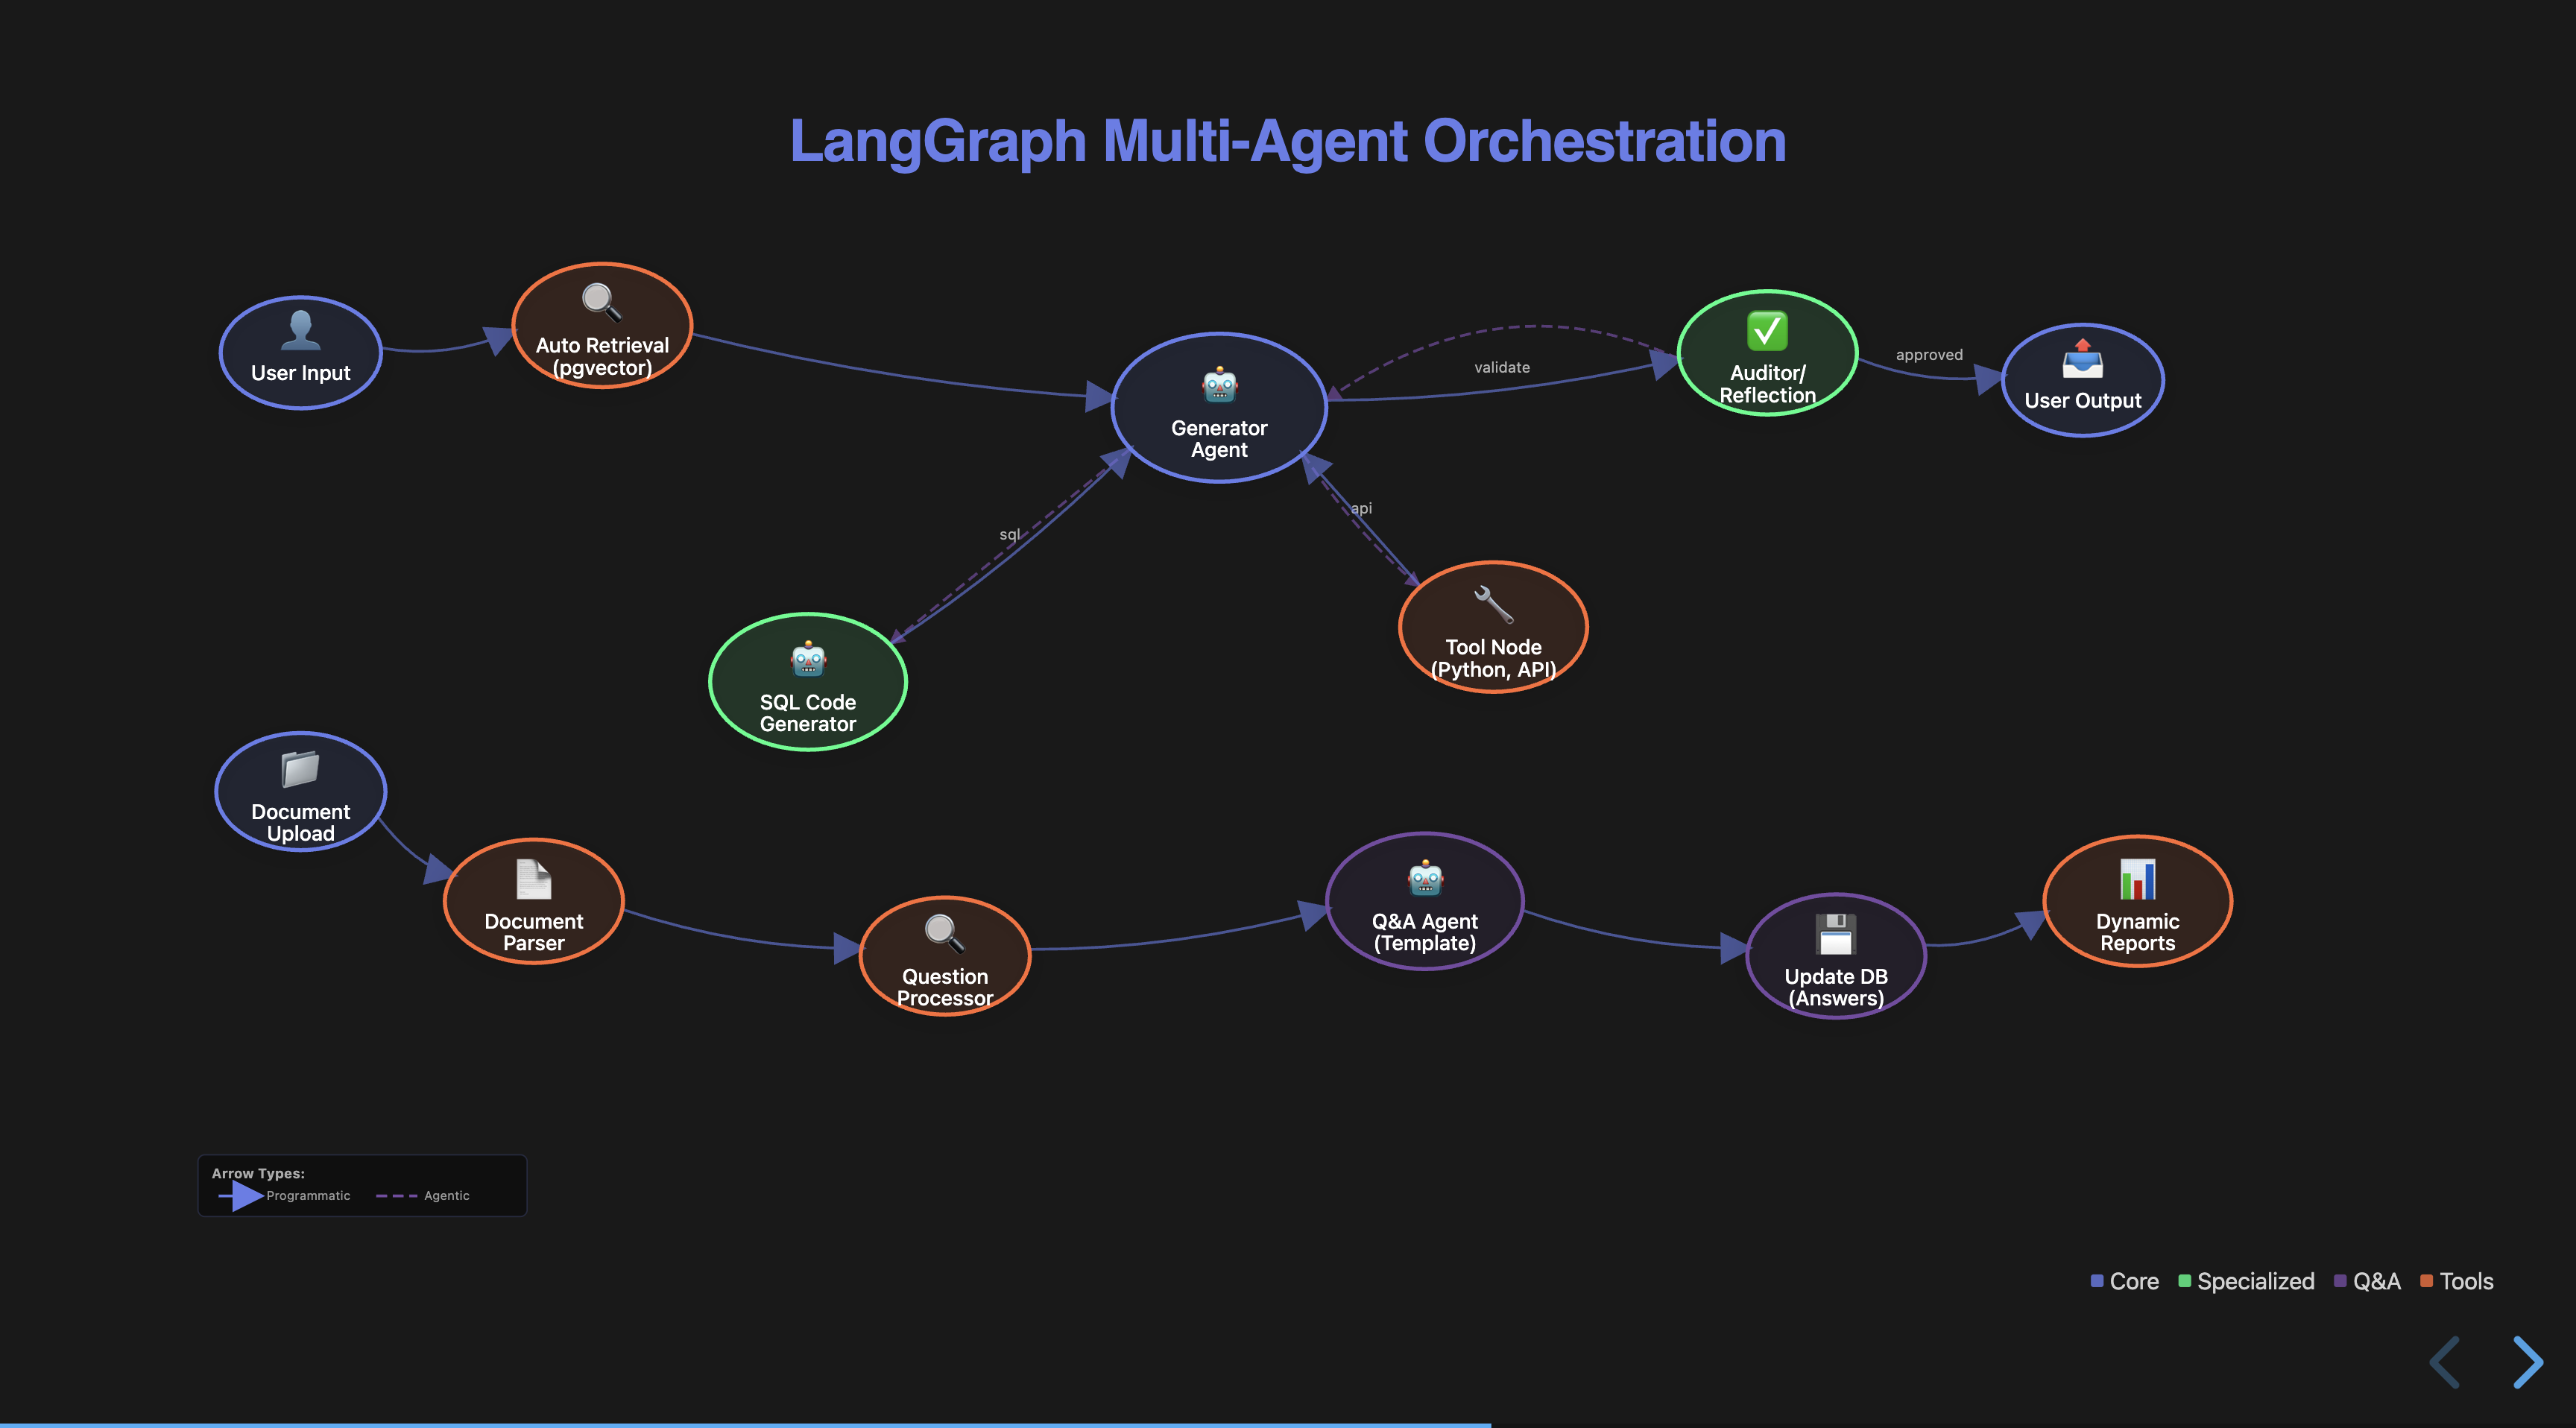 LangGraph Multi-Agent Orchestration
User Input
Auto Retrieval
(pgvector)
Generator
Agent
validate
Auditor/
Reflection
approved
User Output
sql
api
SQL Code
Generator
Tool Node
(Python, API)
Document
Upload
Document
Parser
Question
Processor
Q&A Agent
(Template)
Update DB
(Answers)
Dynamic
Reports
Arrow Types:
Programmatic
Agentic
Core
Specialized
Q&A
Tools